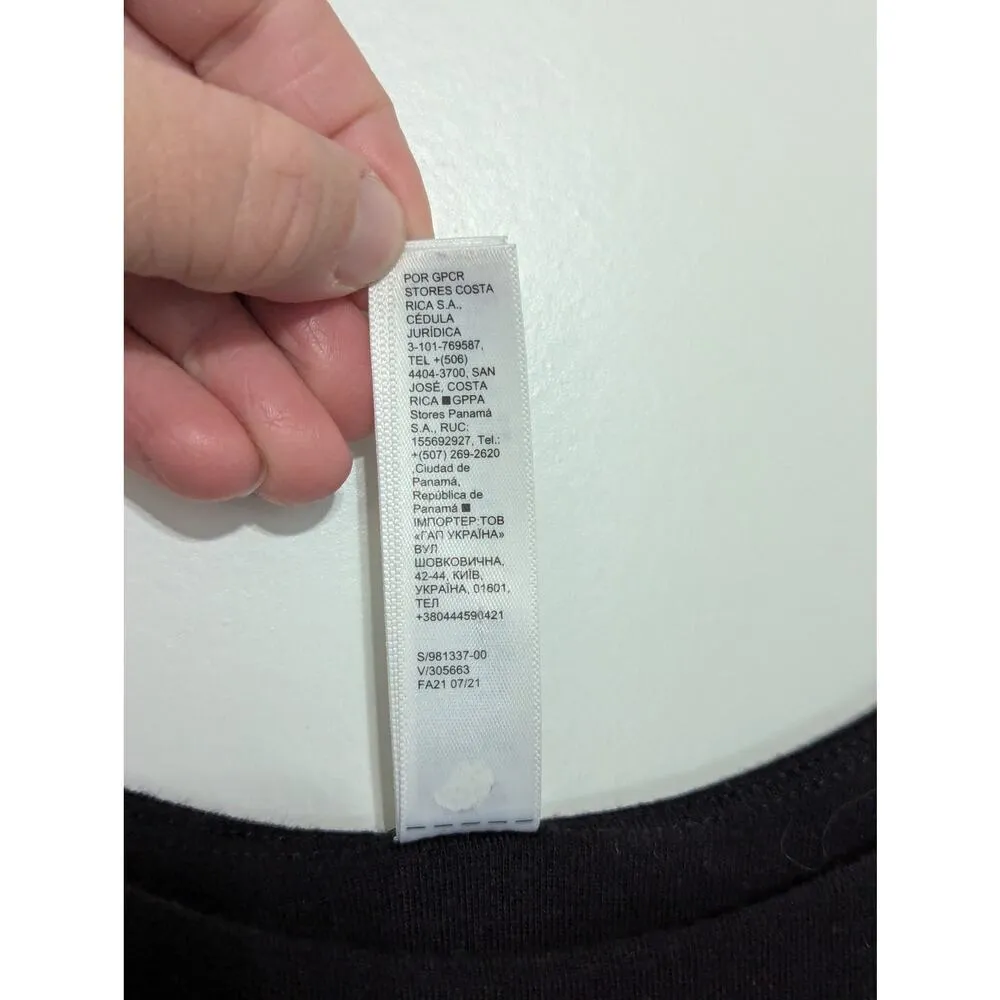 POR GPCR
STORES COSTA
RICA S.A.,
CÉDULA
JURÍDICA
3-101-769587,
TEL +(506)
4404-3700, SAN
JOSÉ, COSTA
RICA ■GPPA
Stores Panamá
S.A., RUC:
155692927, Tel.:
+(507) 269-2620
,Ciudad de
Panamá,
República de
Panamá ■
ІМПОРТЕР:ТОВ
«ГАП УКРАЇНА»
ВУЛ
ШОВКОВИЧНА,
42-44, КИЇВ,
УКРАЇНА, 01601,
ТЕЛ
+380444590421
S/981337-00
V/305663
FA21 07/21